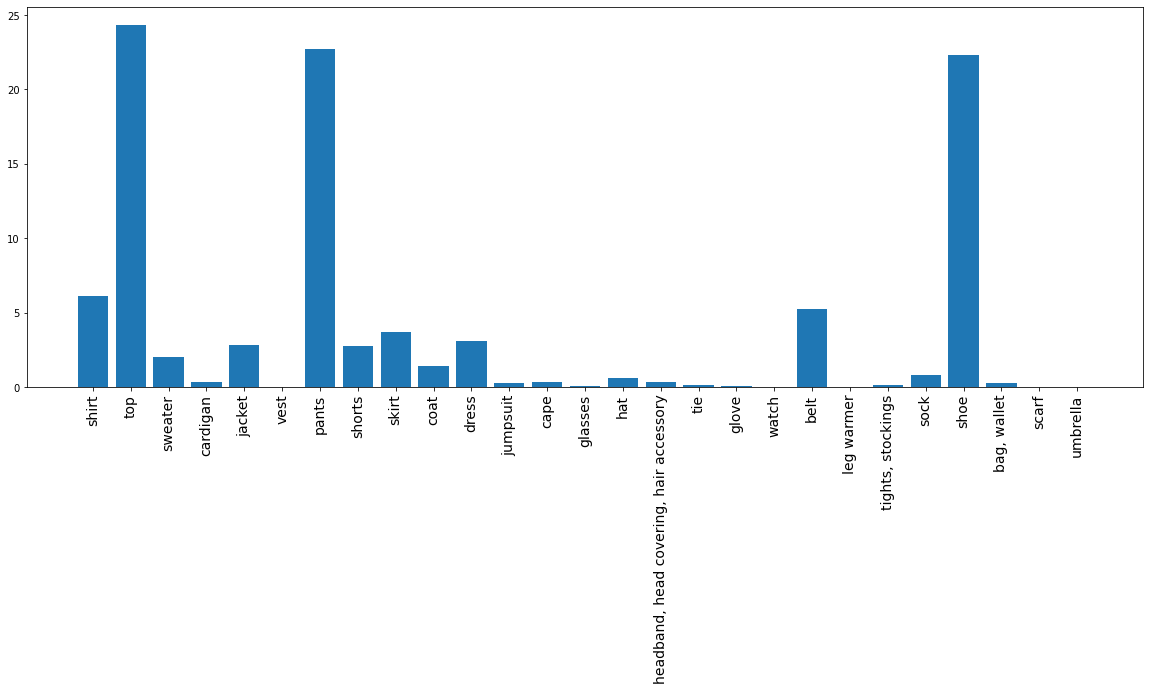 25
20
15
10
5
0
shirt
top
sweater
cardigan
jacket
vest
pants
shorts
skirt
coat
dress
jumpsuit
cape
glasses
hat
headband, head covering, hair accessory
tie
glove
watch
belt
leg warmer
tights, stockings
sock
shoe
bag, wallet
scarf
umbrella